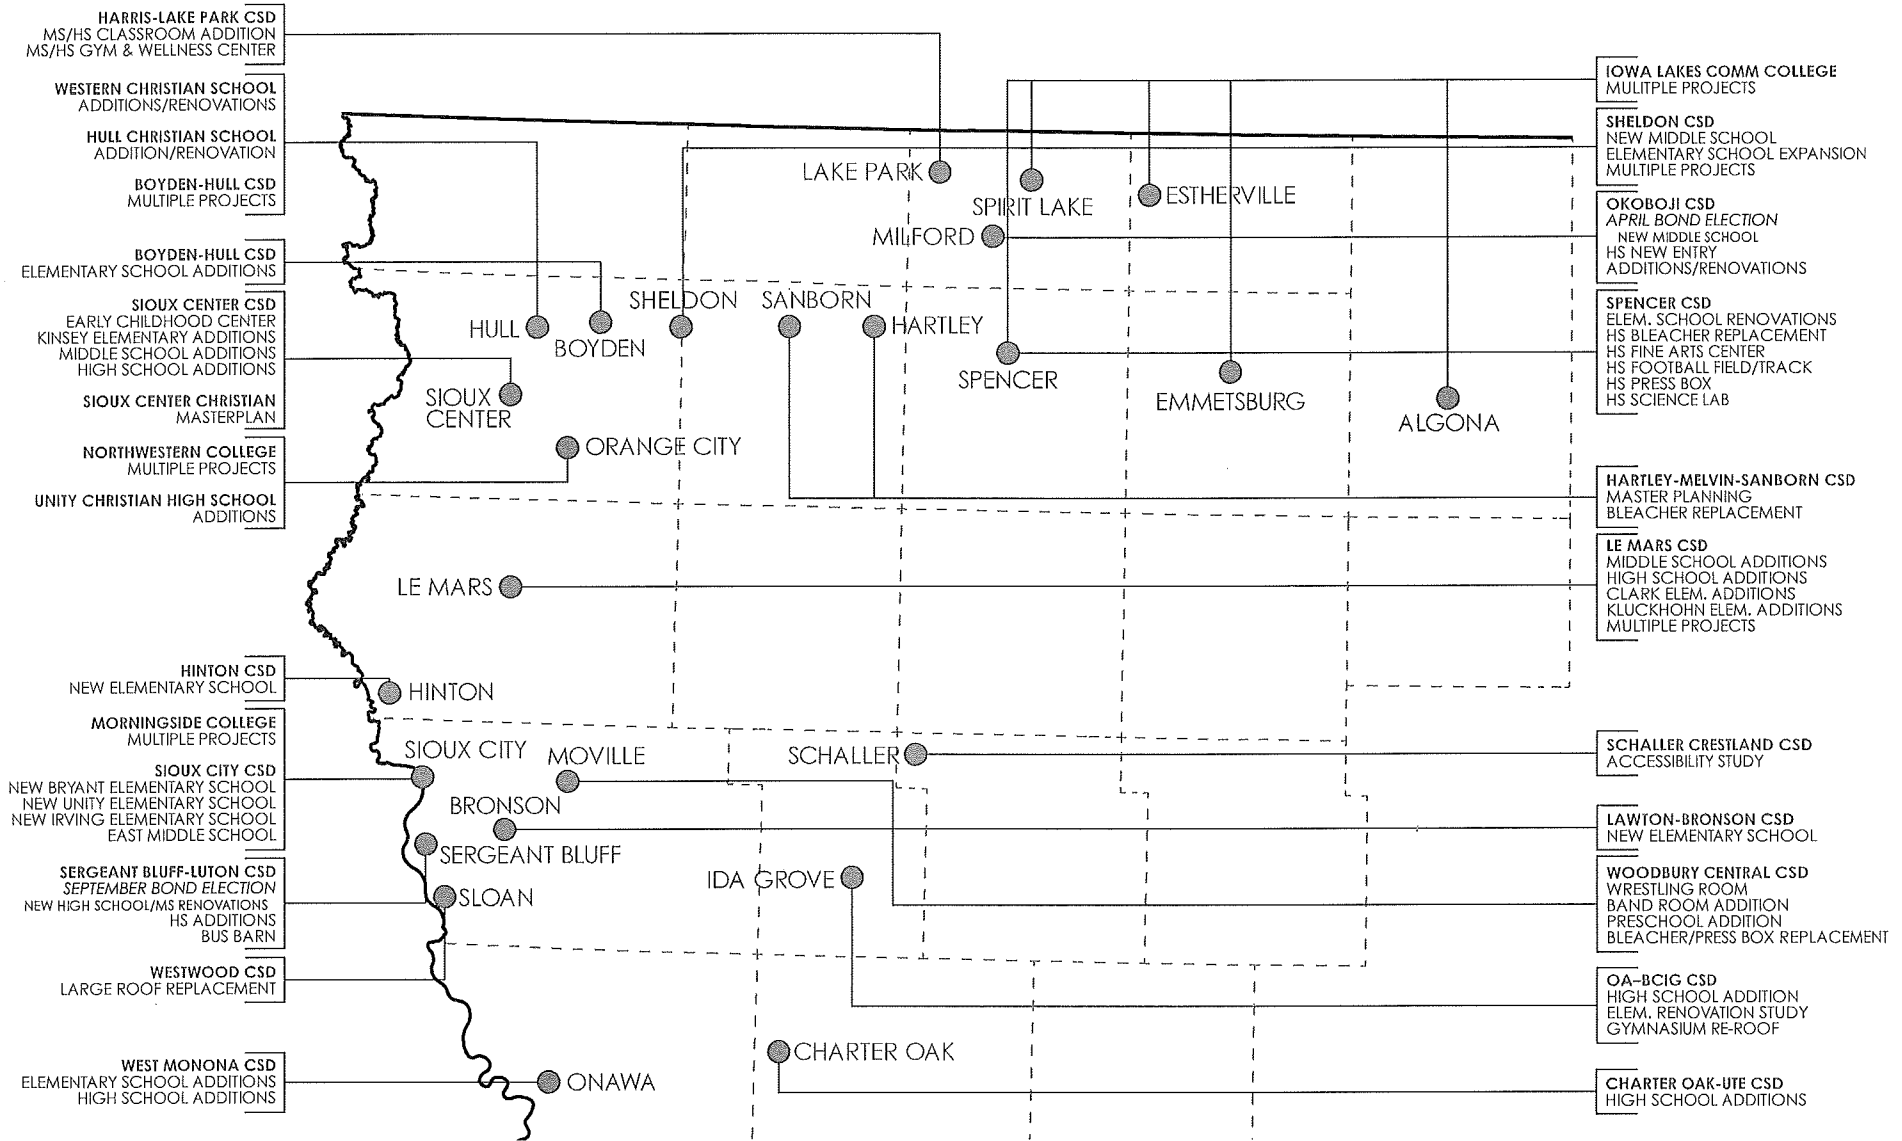 HARRIS-LAKE PARK CSD
MS/HS CLASSROOM ADDITION
MS/HS GYM & WELLNESS CENTER
WESTERN CHRISTIAN SCHOOL
ADDITIONS/RENOVATIONS
HULL CHRISTIAN SCHOOL
ADDITION/RENOVATION
BOYDEN-HULL CSD
MULTIPLE PROJECTS
BOYDEN-HULL CSD
ELEMENTARY SCHOOL ADDITIONS
SIOUX CENTER CSD
EARLY CHILDHOOD CENTER
KINSEY ELEMENTARY ADDITIONS
MIDDLE SCHOOL ADDITIONS
HIGH SCHOOL ADDITIONS
SIOUX CENTER CHRISTIAN
MASTERPLAN
NORTHWESTERN COLLEGE
MULTIPLE PROJECTS
UNITY CHRISTIAN HIGH SCHOOL
ADDITIONS
HINTON CSD
NEW ELEMENTARY SCHOOL
MORNINGSIDE COLLEGE
MULTIPLE PROJECTS
SIOUX CITY CSD
NEW BRYANT ELEMENTARY SCHOOL
NEW UNITY ELEMENTARY SCHOOL
NEW IRVING ELEMENTARY SCHOOL
EAST MIDDLE SCHOOL
SERGEANT BLUFF-LUTON CSD
SEPTEMBER BOND ELECTION
NEW HIGH SCHOOL/MS RENOVATIONS
HS ADDITIONS
BUS BARN
WESTWOOD CSD
LARGE ROOF REPLACEMENT
WEST MONONA CSD
ELEMENTARY SCHOOL ADDITIONS
HIGH SCHOOL ADDITIONS
LAKE PARK
SPIRIT LAKE
ESTHERVILLE
MILFORD
SHELDON
SANBORN
HULL
BOYDEN
HARTLEY
SPENCER
EMMETSBURG
ALGONA
SIOUX
CENTER
ORANGE CITY
LE MARS
HINTON
SIOUX CITY
MOVILLE
SCHALLER
BRONSON
SERGEANT BLUFF
IDA GROVE
SLOAN
CHARTER OAK
ONAWA
IOWA LAKES COMM COLLEGE
MULITPLE PROJECTS
SHELDON CSD
NEW MIDDLE SCHOOL
ELEMENTARY SCHOOL EXPANSION
MULTIPLE PROJECTS
OKOBOJI CSD
APRIL BOND ELECTION
NEW MIDDLE SCHOOL
HS NEW ENTRY
ADDITIONS/RENOVATIONS
SPENCER CSD
ELEM. SCHOOL RENOVATIONS
HS BLEACHER REPLACEMENT
HS FINE ARTS CENTER
HS FOOTBALL FIELD/TRACK
HS PRESS BOX
HS SCIENCE LAB
HARTLEY-MELVIN-SANBORN CSD
MASTER PLANNING
BLEACHER REPLACEMENT
LE MARS CSD
MIDDLE SCHOOL ADDITIONS
HIGH SCHOOL ADDITIONS
CLARK ELEM. ADDITIONS
KLUCKHOHN ELEM. ADDITIONS
MULTIPLE PROJECTS
SCHALLER CRESTLAND CSD
ACCESSIBILITY STUDY
LAWTON-BRONSON CSD
NEW ELEMENTARY SCHOOL
WOODBURY CENTRAL CSD
WRESTLING ROOM
BAND ROOM ADDITION
PRESCHOOL ADDITION
BLEACHER/PRESS BOX REPLACEMENT
OA–BCIG CSD
HIGH SCHOOL ADDITION
ELEM. RENOVATION STUDY
GYMNASIUM RE-ROOF
CHARTER OAK-UTE CSD
HIGH SCHOOL ADDITIONS